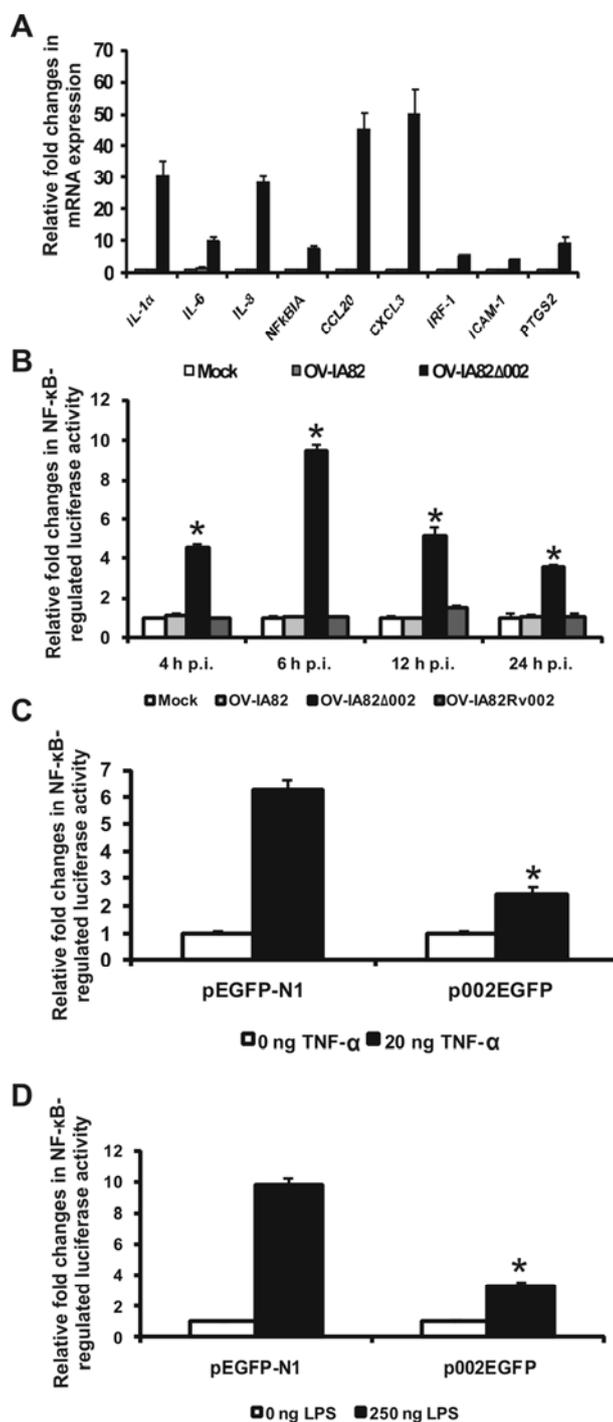 A
Relative fold changes in
mRNA expression
70
60
50
40
30
20
10
0
IL-1α
IL-6
IL-8
NFkBIA
CCL20
CXCL3
IRF-1
ICAM-1
PTGS2
Mock OV-IA82 OV-IA82Δ002
B
Relative fold changes in NF-κB-
regulated luciferase activity
12
10
8
6
4
2
0
*
*
*
*
4 h p.i. 6 h p.i. 12 h p.i. 24 h p.i.
Mock OV-IA82 OV-IA82Δ002 OV-IA82Rv002
C
Relative fold changes in NF-κB-
regulated luciferase activity
7
6
5
4
3
2
1
0
*
pEGFP-N1 p002EGFP
0 ng TNF-α 20 ng TNF-α
D
Relative fold changes in NF-κB-
regulated luciferase activity
12
10
8
6
4
2
0
*
pEGFP-N1 p002EGFP
0 ng LPS 250 ng LPS